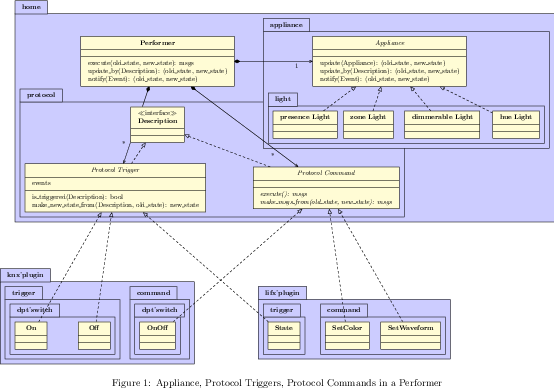 home
appliance
Performer
execute(old_state, new_state): msgs
update_by(Description): (old_state, new_state)
notify(Event): (old_state, new_state)
1
Appliance
update(Appliance): (old_state, new_state)
update_by(Description): (old_state, new_state)
notify(Event): (old_state, new_state)
protocol
light
≪interface≫
Description
presence Light
zone Light
dimmerable Light
hue Light
*
*
Protocol Trigger
events
is_triggered(Description): bool
make_new_state_from(Description, old_state): new_state
Protocol Command
execute(): msgs
make_msgs_from(old_state, new_state): msgs
knx'plugin
trigger
dpt'switch
On
Off
command
dpt'switch
OnOff
lifx'plugin
trigger
State
command
SetColor
SetWaveform
Figure 1: Appliance, Protocol Triggers, Protocol Commands in a Performer